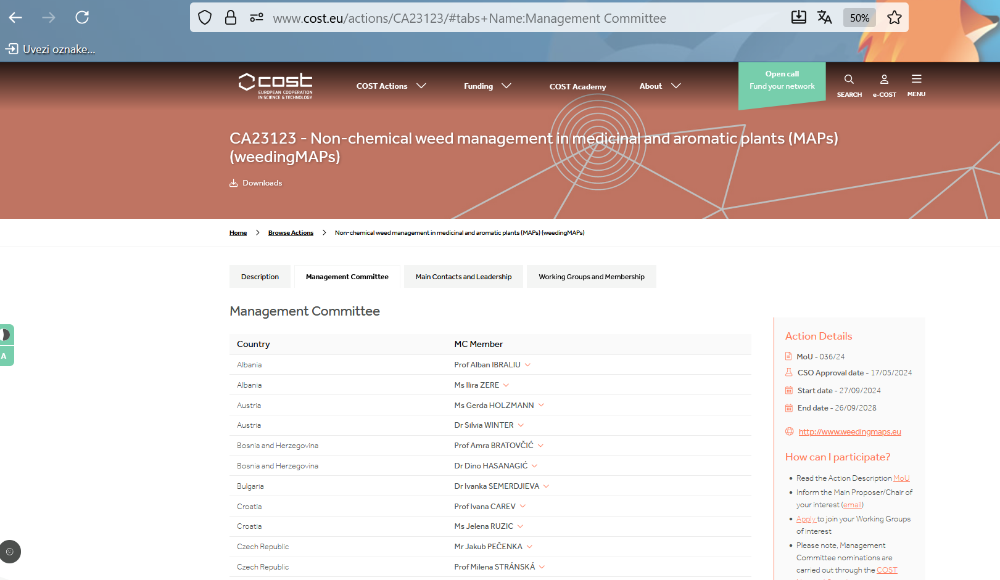 www.cost.eu/actions/CA23123/#tabs+Name:Management Committee
50%
Uvezi oznake...
cost
EUROPEAN COOPERATION
IN SCIENCE & TECHNOLOGY
COST Actions
Funding
COST Academy
About
Open call
Fund your network
SEARCH
e-COST
MENU
CA23123 - Non-chemical weed management in medicinal and aromatic plants (MAPs)
(weedingMAPs)
Downloads
Home > Browse Actions > Non-chemical weed management in medicinal and aromatic plants (MAPs) (weedingMAPs)
Description
Management Committee
Main Contacts and Leadership
Working Groups and Membership
A
Management Committee
Country MC Member
Albania Prof Alban IBRALIU
Albania Ms Ilira ZERE
Austria Ms Gerda HOLZMANN
Austria Dr Silvia WINTER
Bosnia and Herzegovina Prof Amra BRATOVČIĆ
Bosnia and Herzegovina Dr Dino HASANAGIĆ
Bulgaria Dr Ivanka SEMERDJIEVA
Croatia Prof Ivana CAREV
Croatia Ms Jelena RUZIC
Czech Republic Mr Jakub PEČENKA
Czech Republic Prof Milena STRÁNSKÁ
Action Details
MoU - 036/24
CSO Approval date - 17/05/2024
Start date - 27/09/2024
End date - 26/09/2028
http://www.weedingmaps.eu
How can I participate?
• Read the Action Description MoU
• Inform the Main Proposer/Chair of
your interest (email)
• Apply to join your Working Groups
of interest
• Please note, Management
Committee nominations are
carried out through the COST